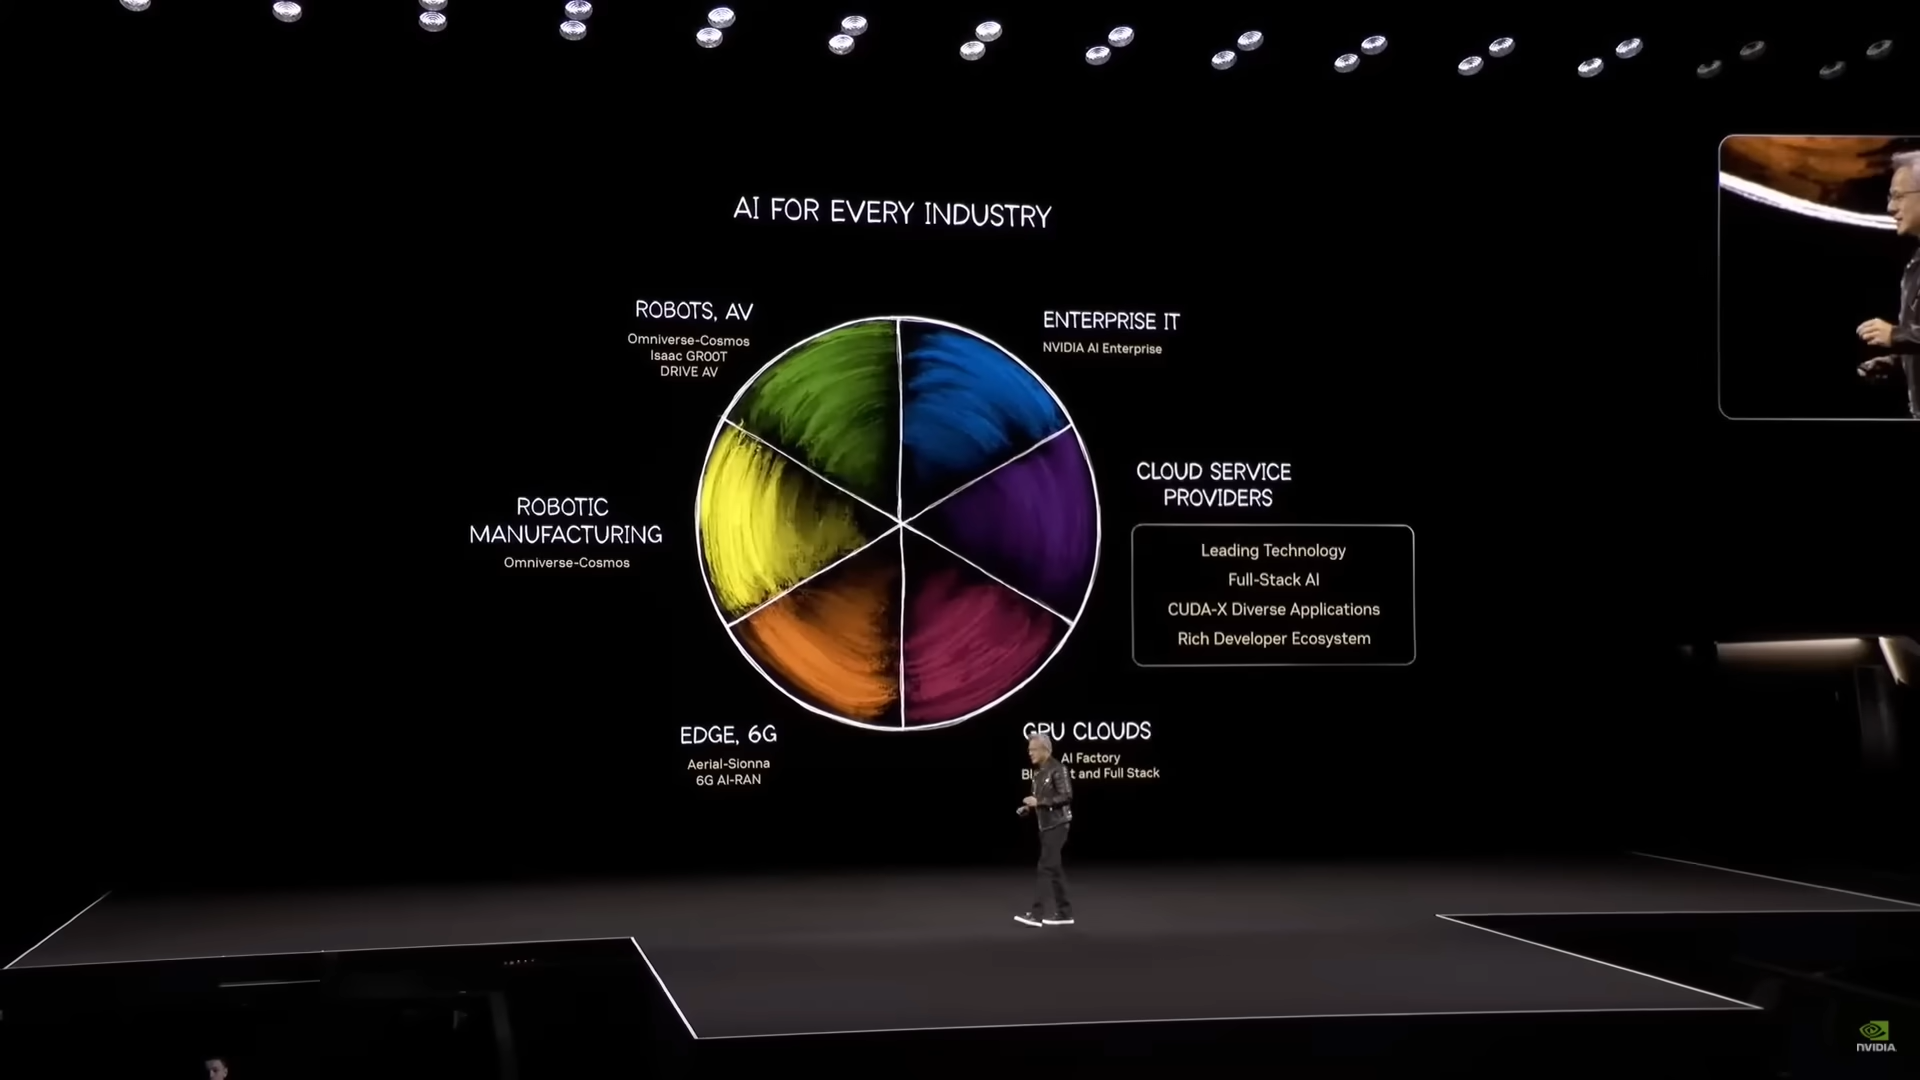 AI FOR EVERY INDUSTRY
ROBOTS, AV
Omniverse-Cosmos
Isaac GR00T
DRIVE AV
ENTERPRISE IT
NVIDIA AI Enterprise
CLOUD SERVICE
PROVIDERS
Leading Technology
Full-Stack AI
CUDA-X Diverse Applications
Rich Developer Ecosystem
ROBOTIC
MANUFACTURING
Omniverse-Cosmos
EDGE, 6G
Aerial-Sionna
6G AI-RAN
GPU CLOUDS
AI Factory
and Full Stack
NVIDIA